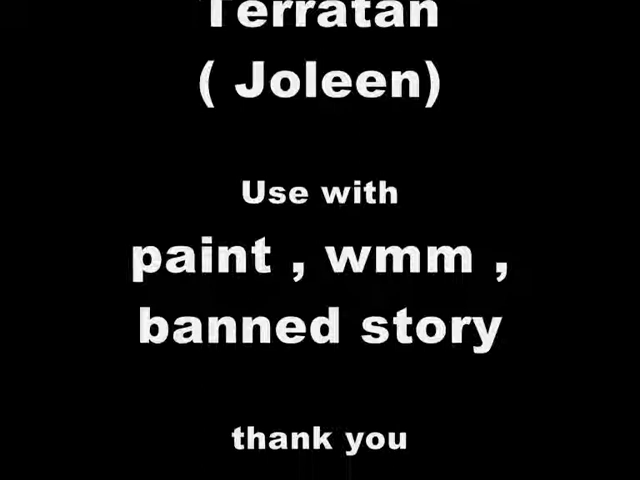 Terratan
( Joleen)
Use with
paint , wmm ,
banned story
thank you